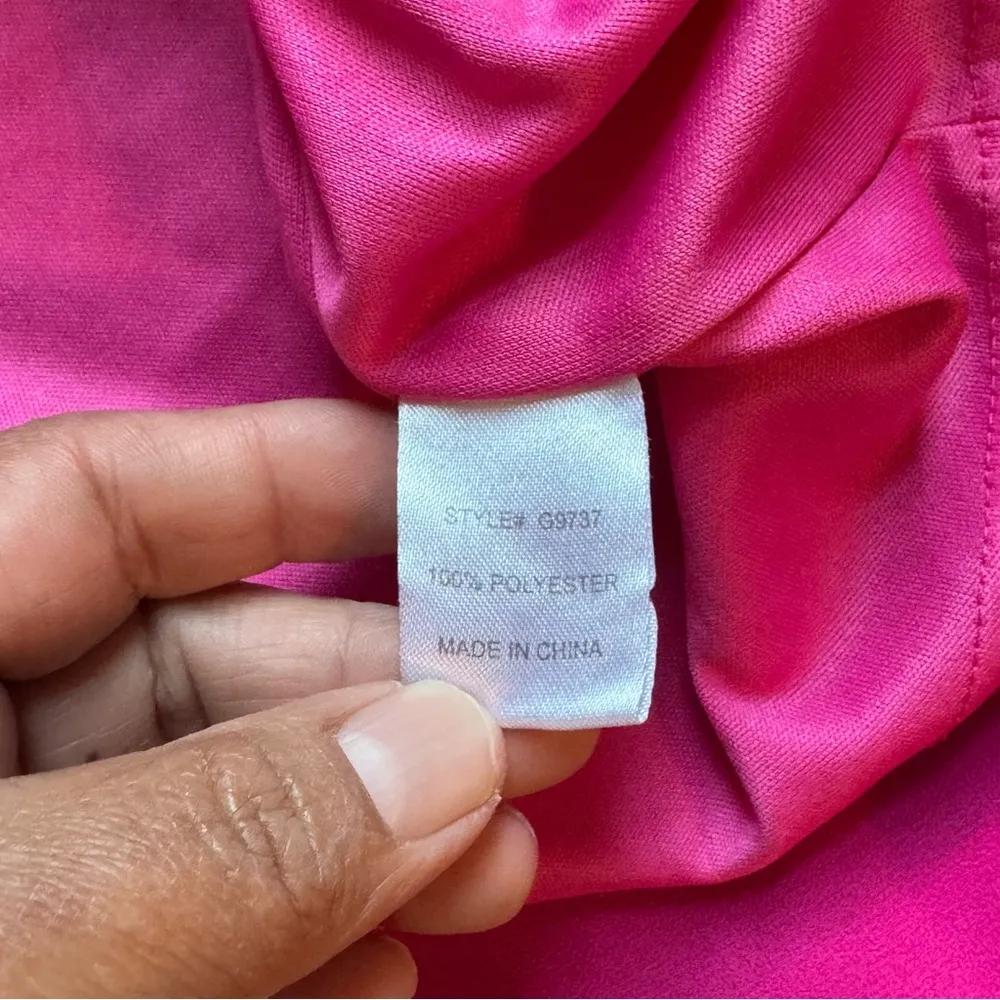 STYLE# G9737
100% POLYESTER
MADE IN CHINA